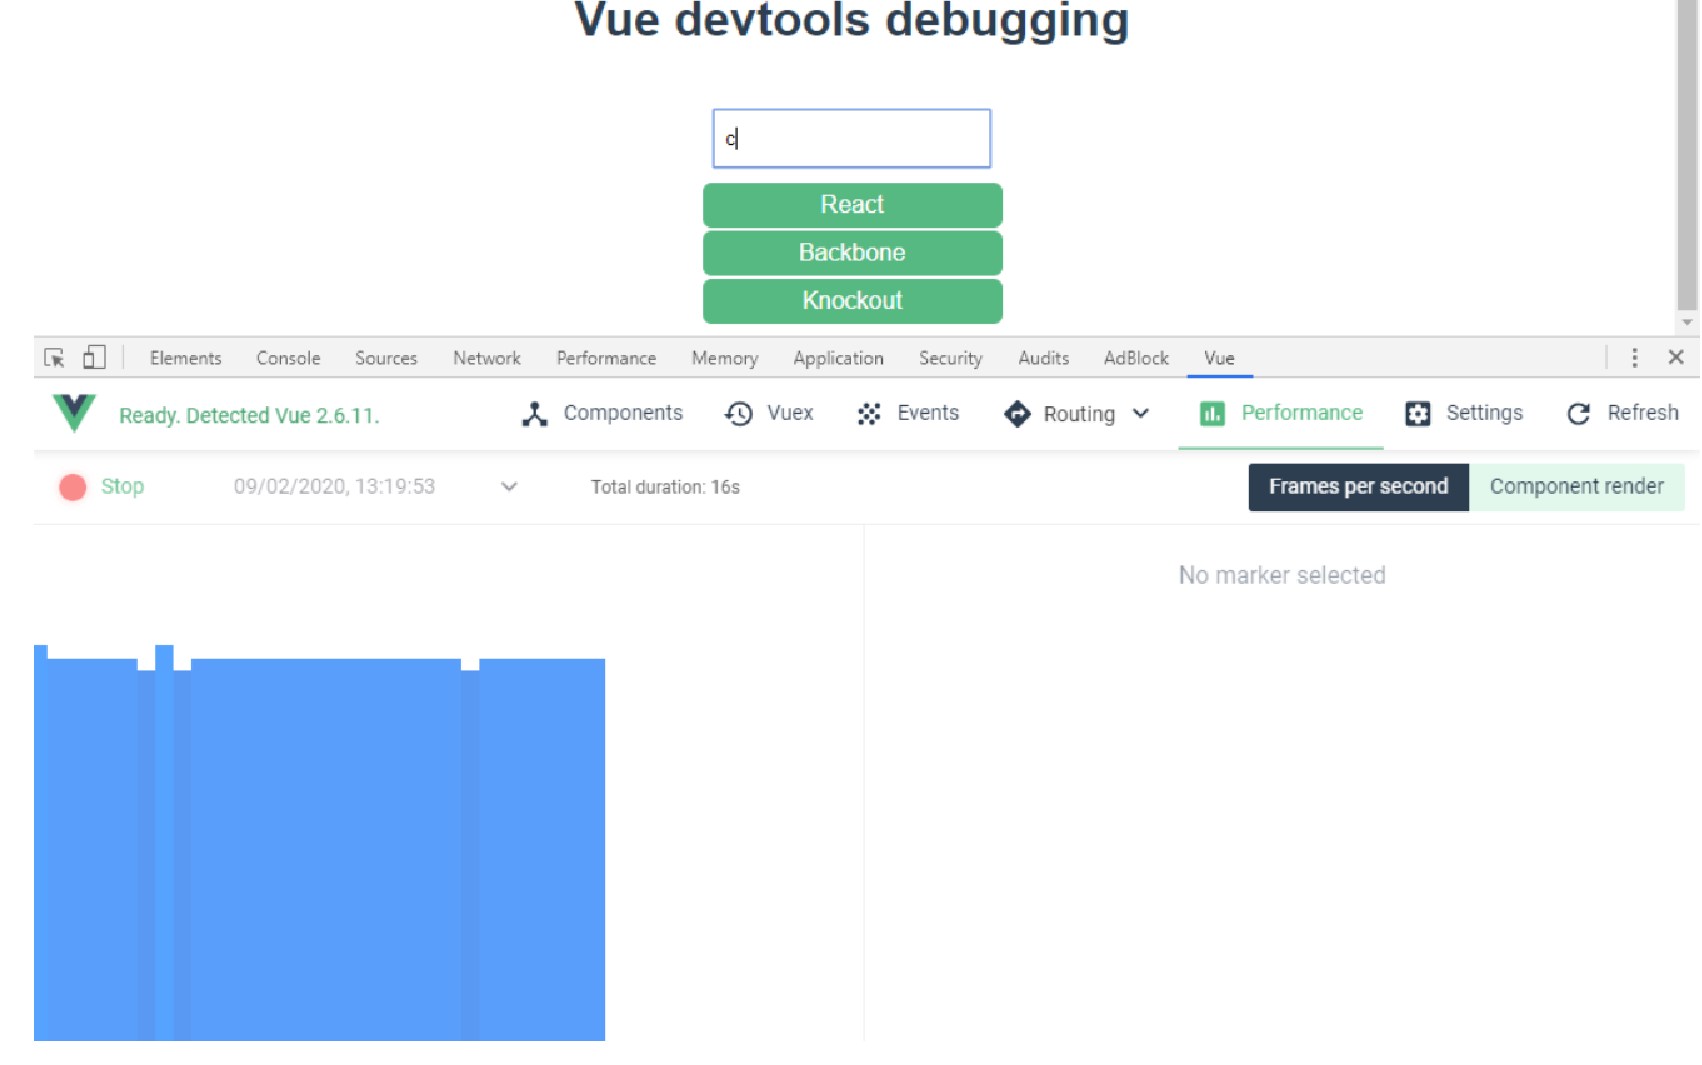 Vue devtools debugging
c
React
Backbone
Knockout
Elements Console Sources Network Performance Memory Application Security Audits AdBlock Vue
Ready. Detected Vue 2.6.11. Components Vuex Events Routing Performance Settings Refresh
Stop 09/02/2020, 13:19:53 Total duration: 16s Frames per second Component render
No marker selected